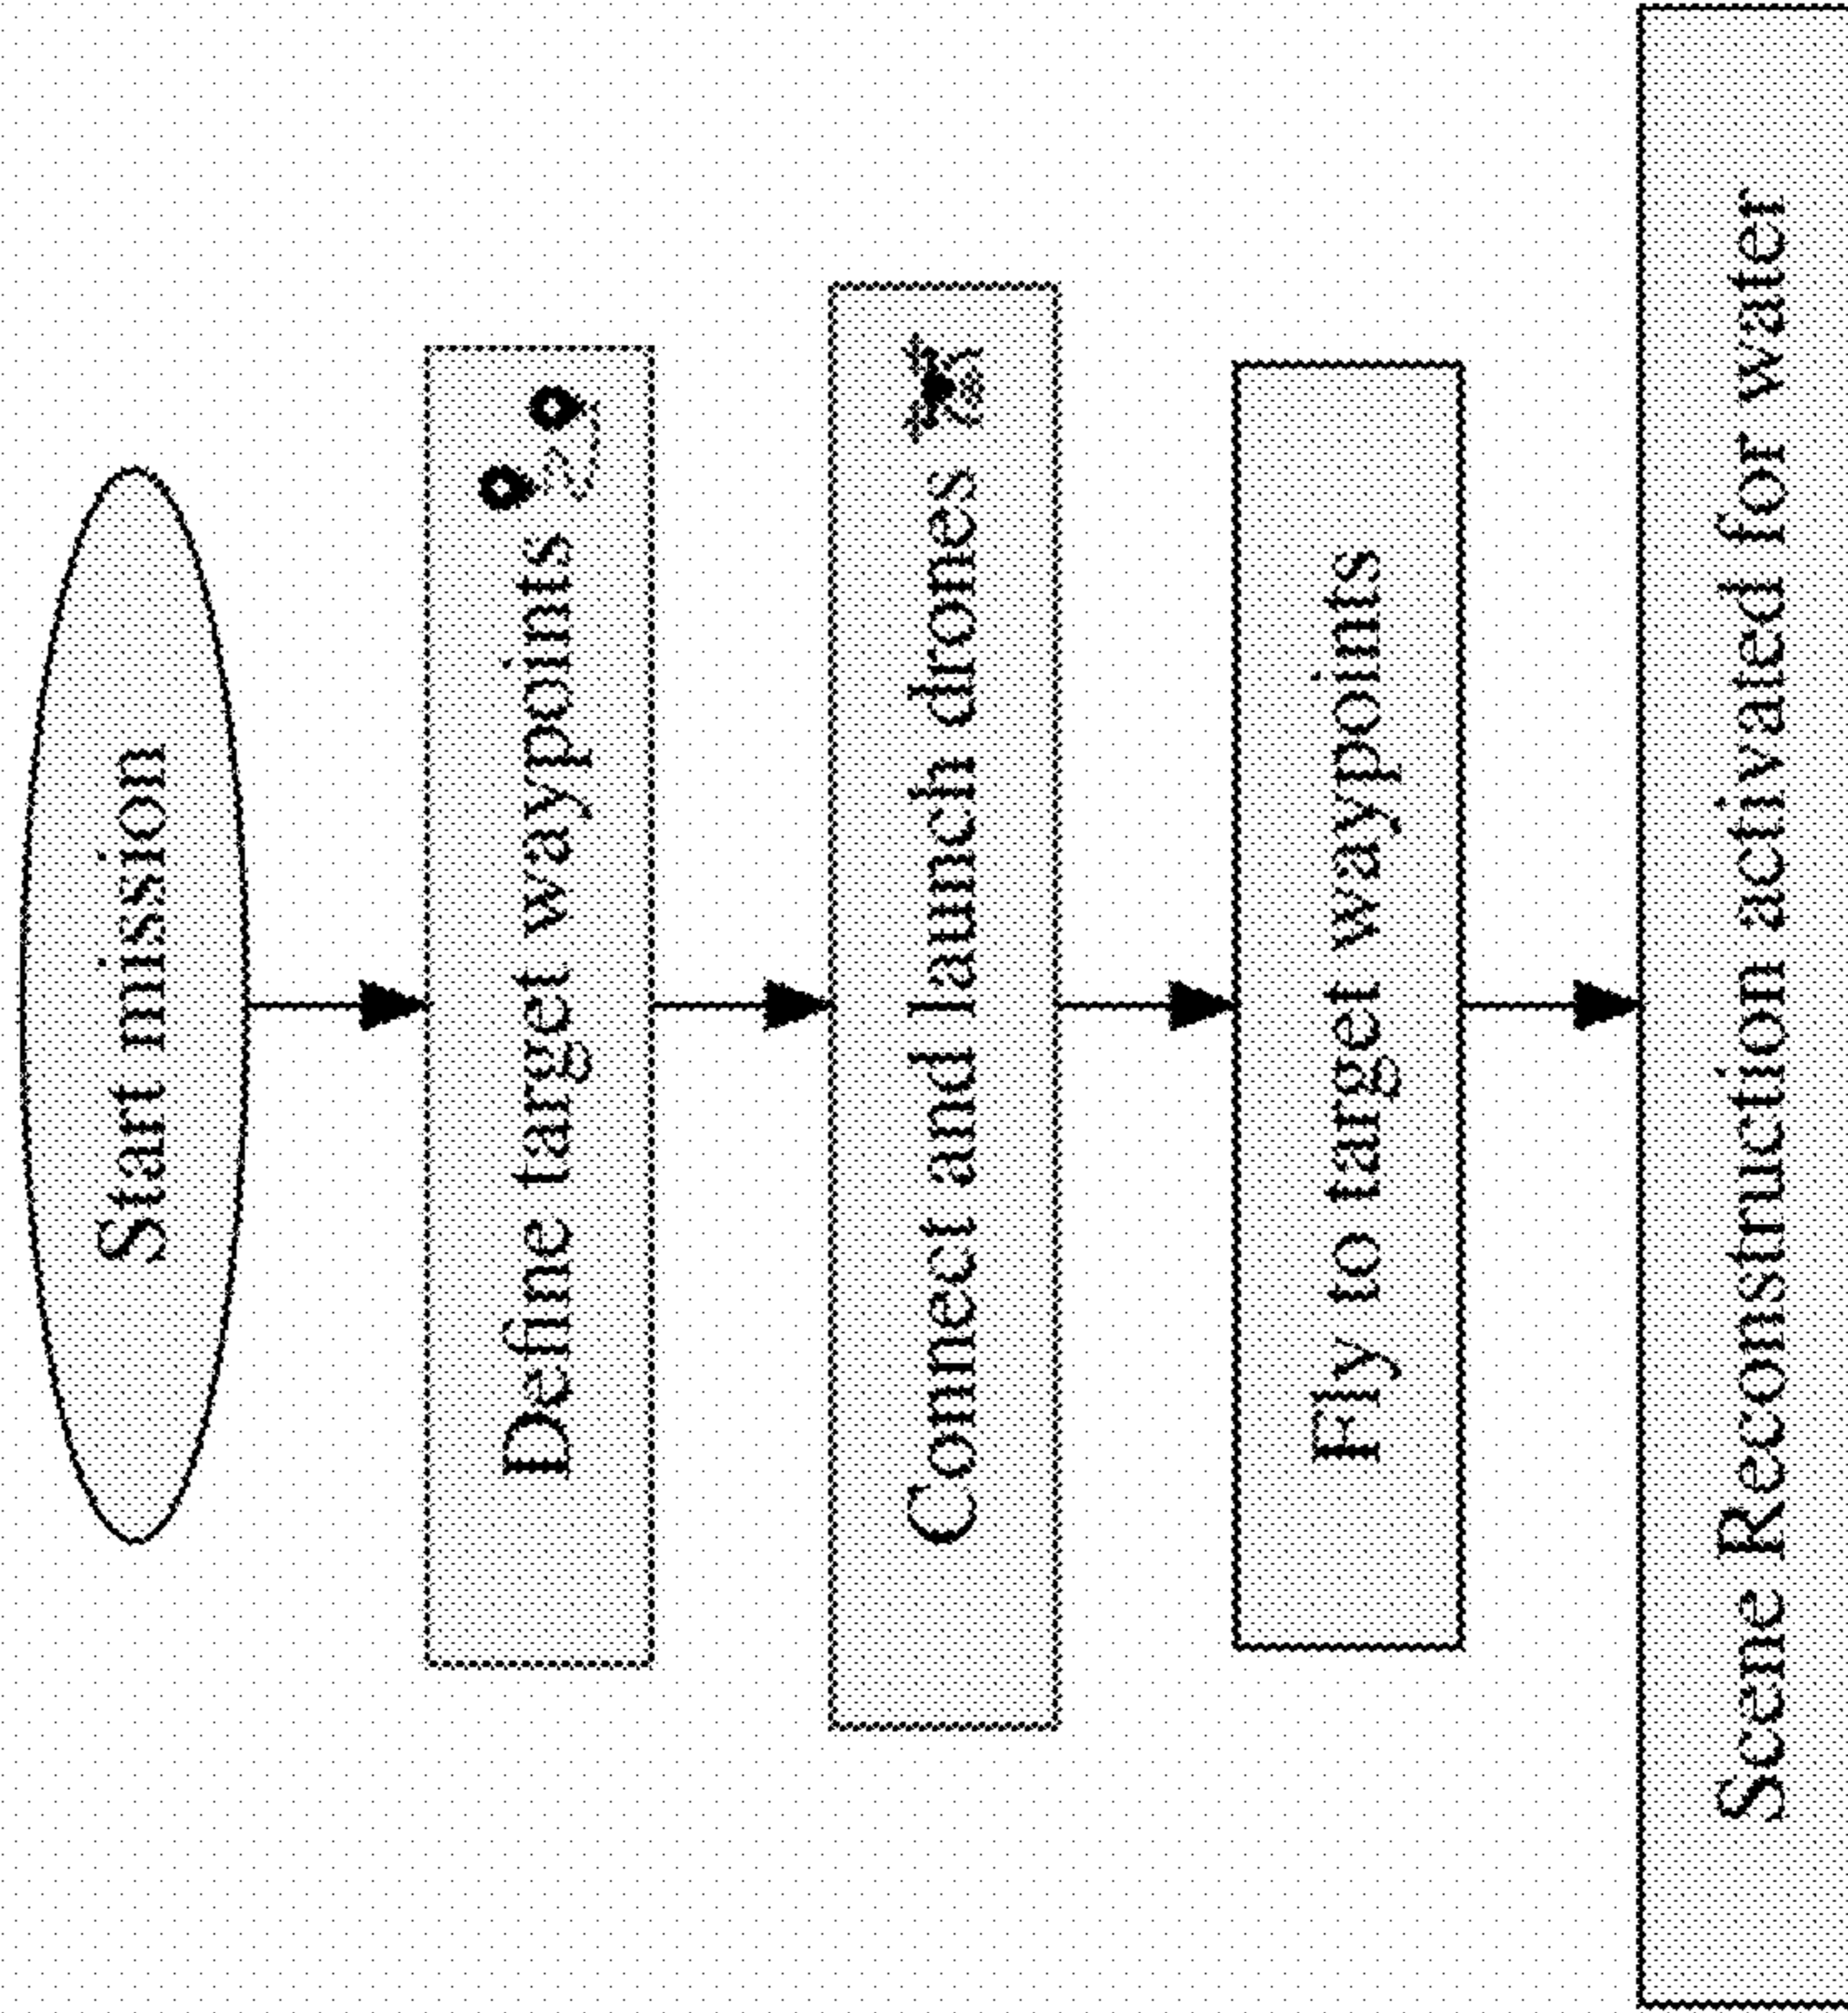 Start mission
Define target waypoints
Connect and launch drones
Fly to target waypoints
Scene Reconstruction activated for water